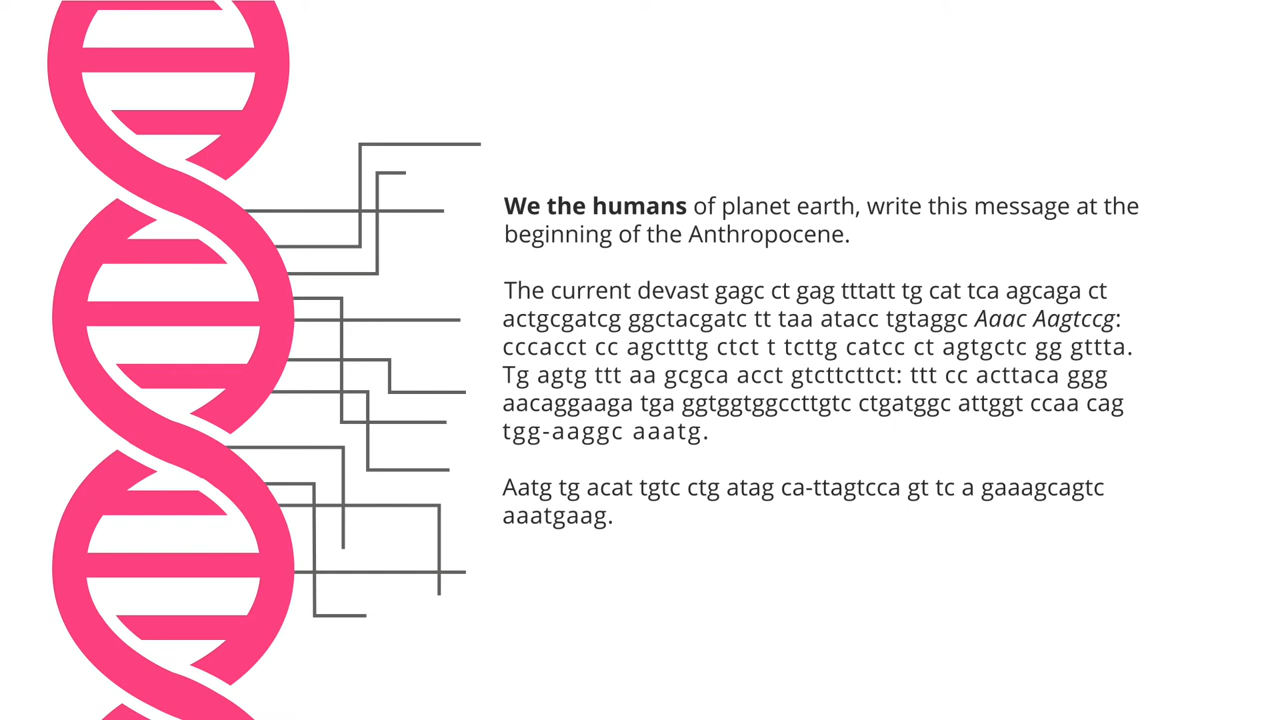 We the humans of planet earth, write this message at the
beginning of the Anthropocene.
The current devast gagc ct gag tttatt tg cat tca agcaga ct
actgcgatcg ggctacgatc tt taa atacc tgtaggc Aaac Aagtccg:
cccacct cc agctttg ctct t tcttg catcc ct agtgctc gg gttta.
Tg agtg ttt aa gcgca acct gtcttcttct: ttt cc acttaca ggg
aacaggaaga tga ggtggtggccttgtc ctgatggc attggt ccaa cag
tgg-aaggc aaatg.
Aatg tg acat tgtc ctg atag ca-ttagtcca gt tc a gaaagcagtc
aaatgaag.